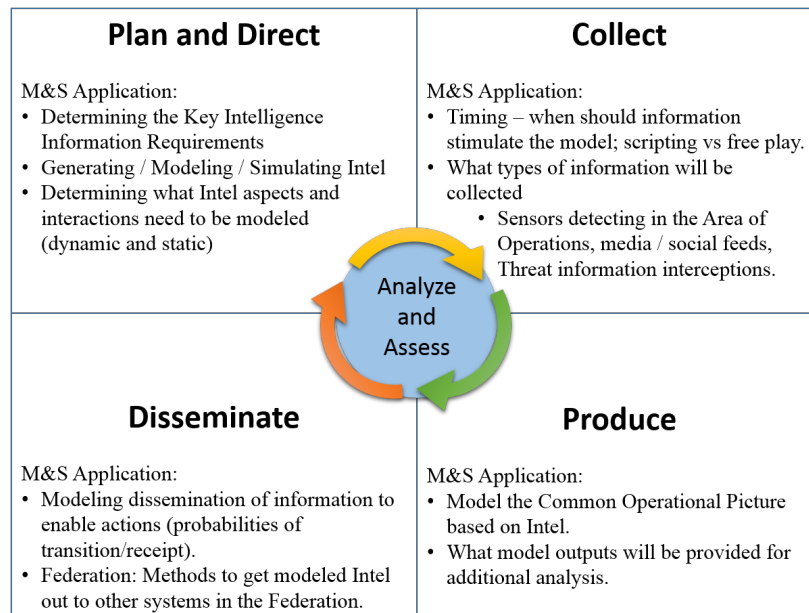 Plan and Direct
M&S Application:
• Determining the Key Intelligence
Information Requirements
• Generating / Modeling / Simulating Intel
• Determining what Intel aspects and
interactions need to be modeled
(dynamic and static)
Collect
M&S Application:
• Timing – when should information
stimulate the model; scripting vs free play.
• What types of information will be
collected
• Sensors detecting in the Area of
Operations, media / social feeds,
Threat information interceptions.
Analyze
and
Assess
Disseminate
M&S Application:
• Modeling dissemination of information to
enable actions (probabilities of
transition/receipt).
• Federation: Methods to get modeled Intel
out to other systems in the Federation.
Produce
M&S Application:
• Model the Common Operational Picture
based on Intel.
• What model outputs will be provided for
additional analysis.